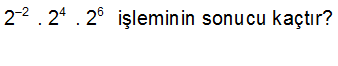 2⁻² . 2⁴ . 2⁶ işleminin sonucu kaçtır?